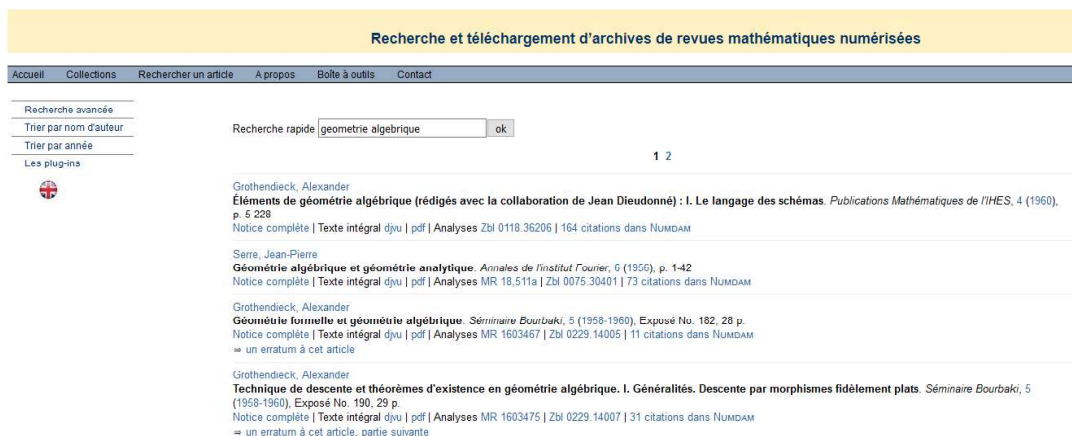 Recherche et téléchargement d'archives de revues mathématiques numérisées
Accueil Collections Rechercher un article A propos Boîte à outils Contact
Recherche avancée
Trier par nom d'auteur
Trier par année
Les plug-ins
Recherche rapide geometrie algebrique ok
1 2
Grothendieck, Alexander
Éléments de géométrie algébrique (rédigés avec la collaboration de Jean Dieudonné) : I. Le langage des schémas. Publications Mathématiques de l'IHES, 4 (1960),
p. 5 228
Notice complète | Texte intégral djvu | pdf | Analyses Zbl 0118.36206 | 164 citations dans NUMDAM
Serre, Jean-Pierre
Géométrie algébrique et géométrie analytique. Annales de l'institut Fourier, 6 (1956), p. 1-42
Notice complète | Texte intégral djvu | pdf | Analyses MR 18,511a | Zbl 0075.30401 | 73 citations dans NUMDAM
Grothendieck, Alexander
Géométrie formelle et géométrie algébrique. Séminaire Bourbaki, 5 (1958-1960), Exposé No. 182, 28 p.
Notice complète | Texte intégral djvu | pdf | Analyses MR 1603467 | Zbl 0229.14005 | 11 citations dans NUMDAM
⇒ un erratum à cet article
Grothendieck, Alexander
Technique de descente et théorèmes d'existence en géométrie algébrique. I. Généralités. Descente par morphismes fidèlement plats. Séminaire Bourbaki, 5
(1958-1960), Exposé No. 190, 29 p.
Notice complète | Texte intégral djvu | pdf | Analyses MR 1603475 | Zbl 0229.14007 | 31 citations dans NUMDAM
⇒ un erratum à cet article, partie suivante